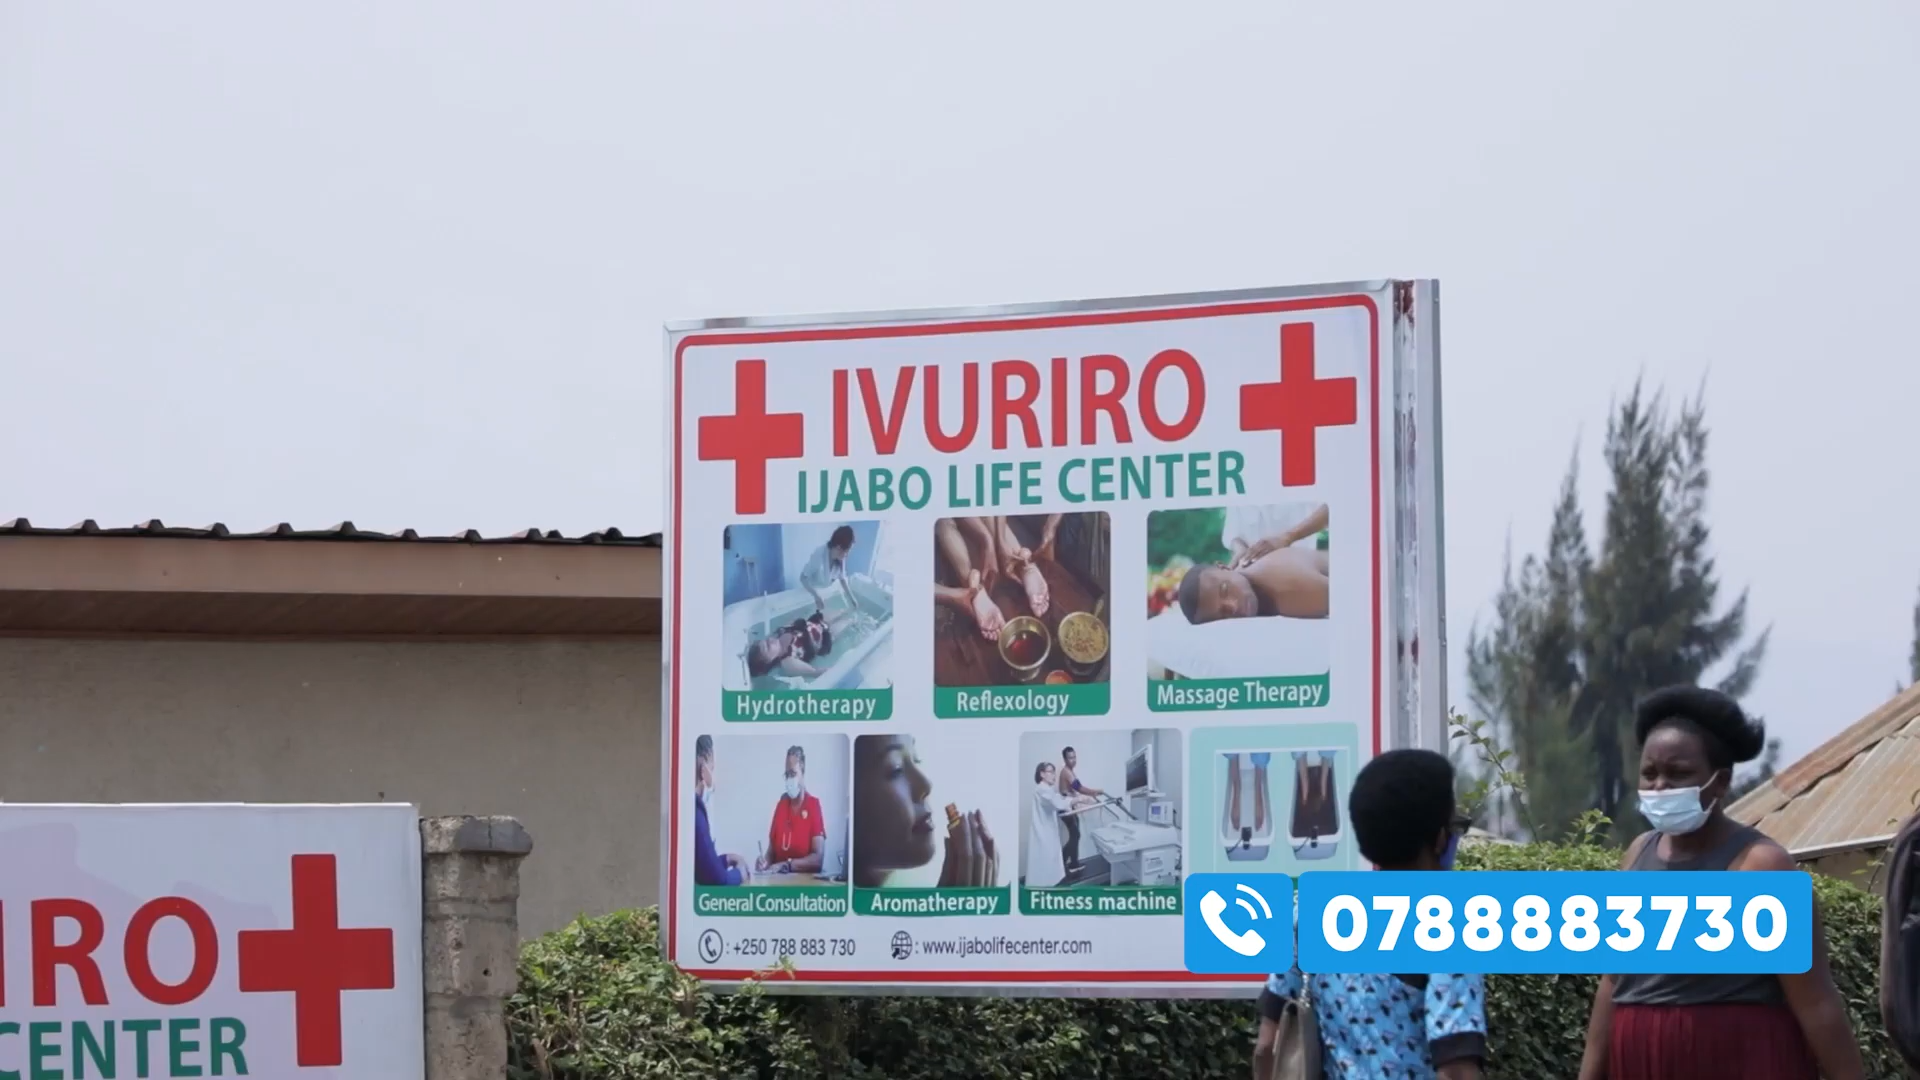 IVURIRO
IJABO LIFE CENTER
Hydrotherapy
Reflexology
Massage Therapy
General Consultation
Aromatherapy
Fitness machine
: +250 788 883 730
: www.ijabolifecenter.com
0788883730
IRO
CENTER